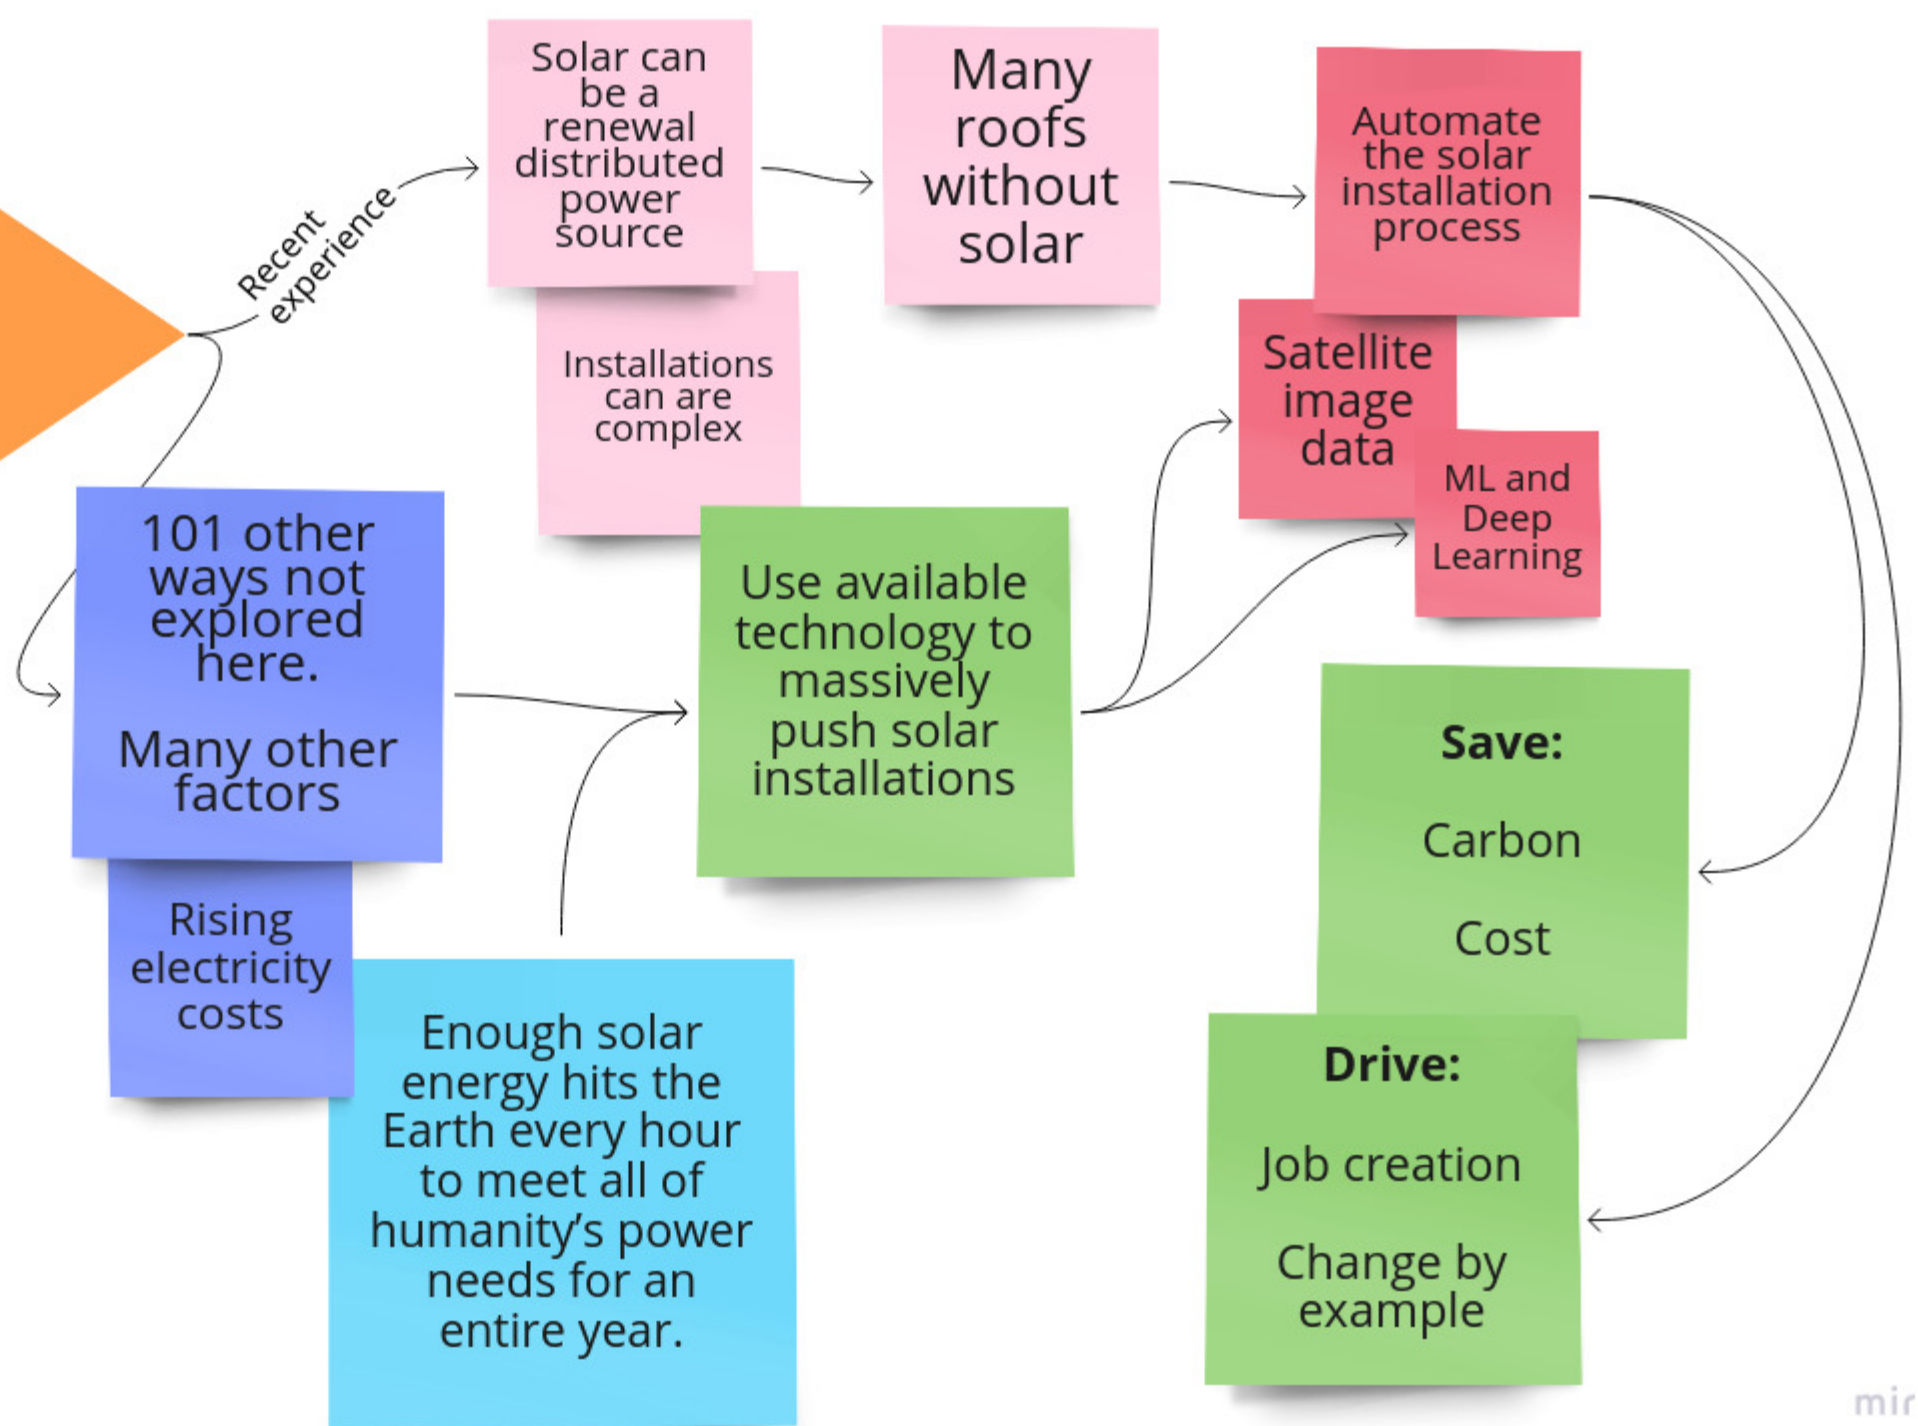 Recent
experience
Solar can
be a
renewal
distributed
power
source
Many
roofs
without
solar
Automate
the solar
installation
process
Installations
can are
complex
Satellite
image
data
ML and
Deep
Learning
101 other
ways not
explored
here.
Many other
factors
Use available
technology to
massively
push solar
installations
Rising
electricity
costs
Enough solar
energy hits the
Earth every hour
to meet all of
humanity’s power
needs for an
entire year.
Save:
Carbon
Cost
Drive:
Job creation
Change by
example
mir